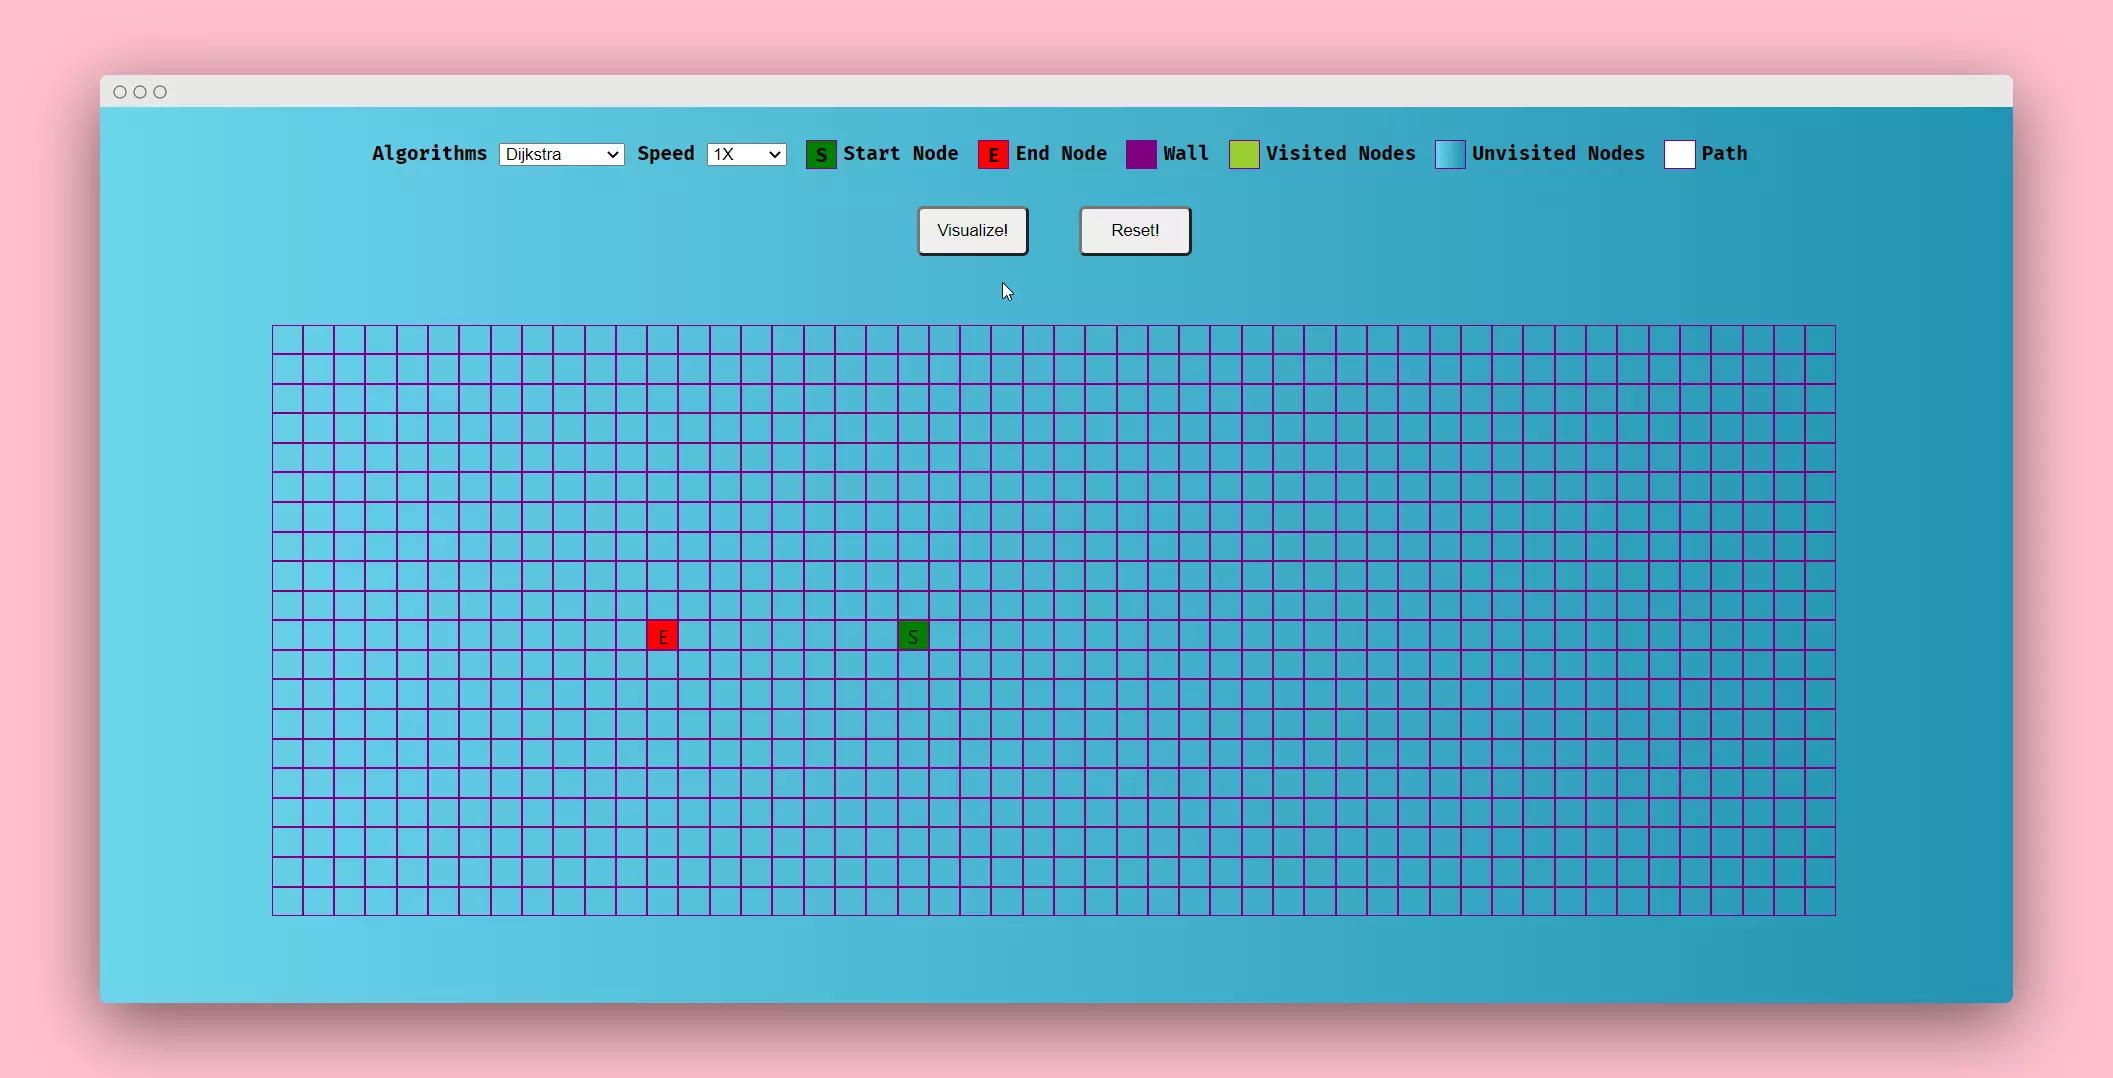 Algorithms Dijkstra Speed 1X S Start Node E End Node Wall Visited Nodes Unvisited Nodes Path
Visualize! Reset!
E S